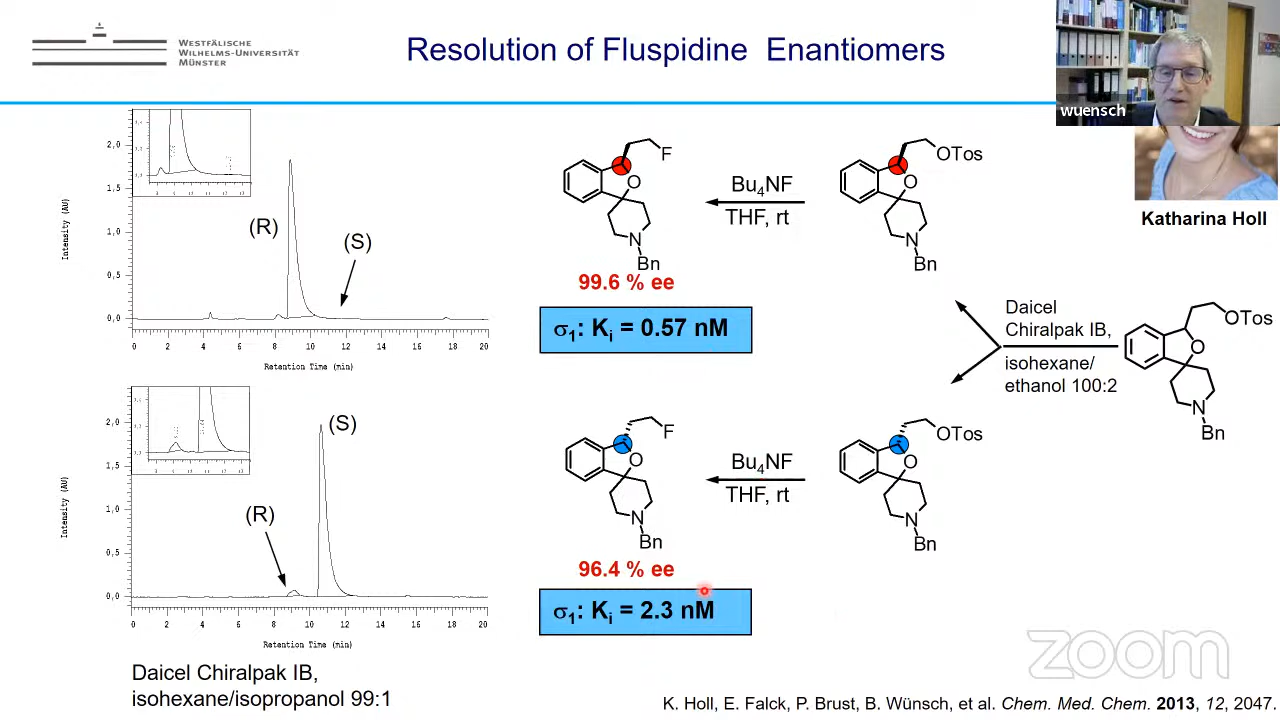 WESTFÄLISCHE
WILHELMS-UNIVERSITÄT
MÜNSTER
Resolution of Fluspidine Enantiomers
wuensch
Katharina Holl
2,0
1,5
1,0
0,5
0,0
Intensity (AU)
(R)
(S)
0 2 4 6 8 10 12 14 16 18 20
Retention Time (min)
F
O
N
Bn
99.6 % ee
σ1: Ki = 0.57 nM
Bu4NF
THF, rt
OTos
O
N
Bn
Daicel
Chiralpak IB,
isohexane/
ethanol 100:2
OTos
O
N
Bn
2,0
1,5
1,0
0,5
0,0
Intensity (AU)
(S)
(R)
0 2 4 6 8 10 12 14 16 18 20
Retention Time (min)
F
O
N
Bn
96.4 % ee
σ1: Ki = 2.3 nM
Bu4NF
THF, rt
OTos
O
N
Bn
Daicel Chiralpak IB,
isohexane/isopropanol 99:1
zoom
K. Holl, E. Falck, P. Brust, B. Wünsch, et al. Chem. Med. Chem. 2013, 12, 2047.